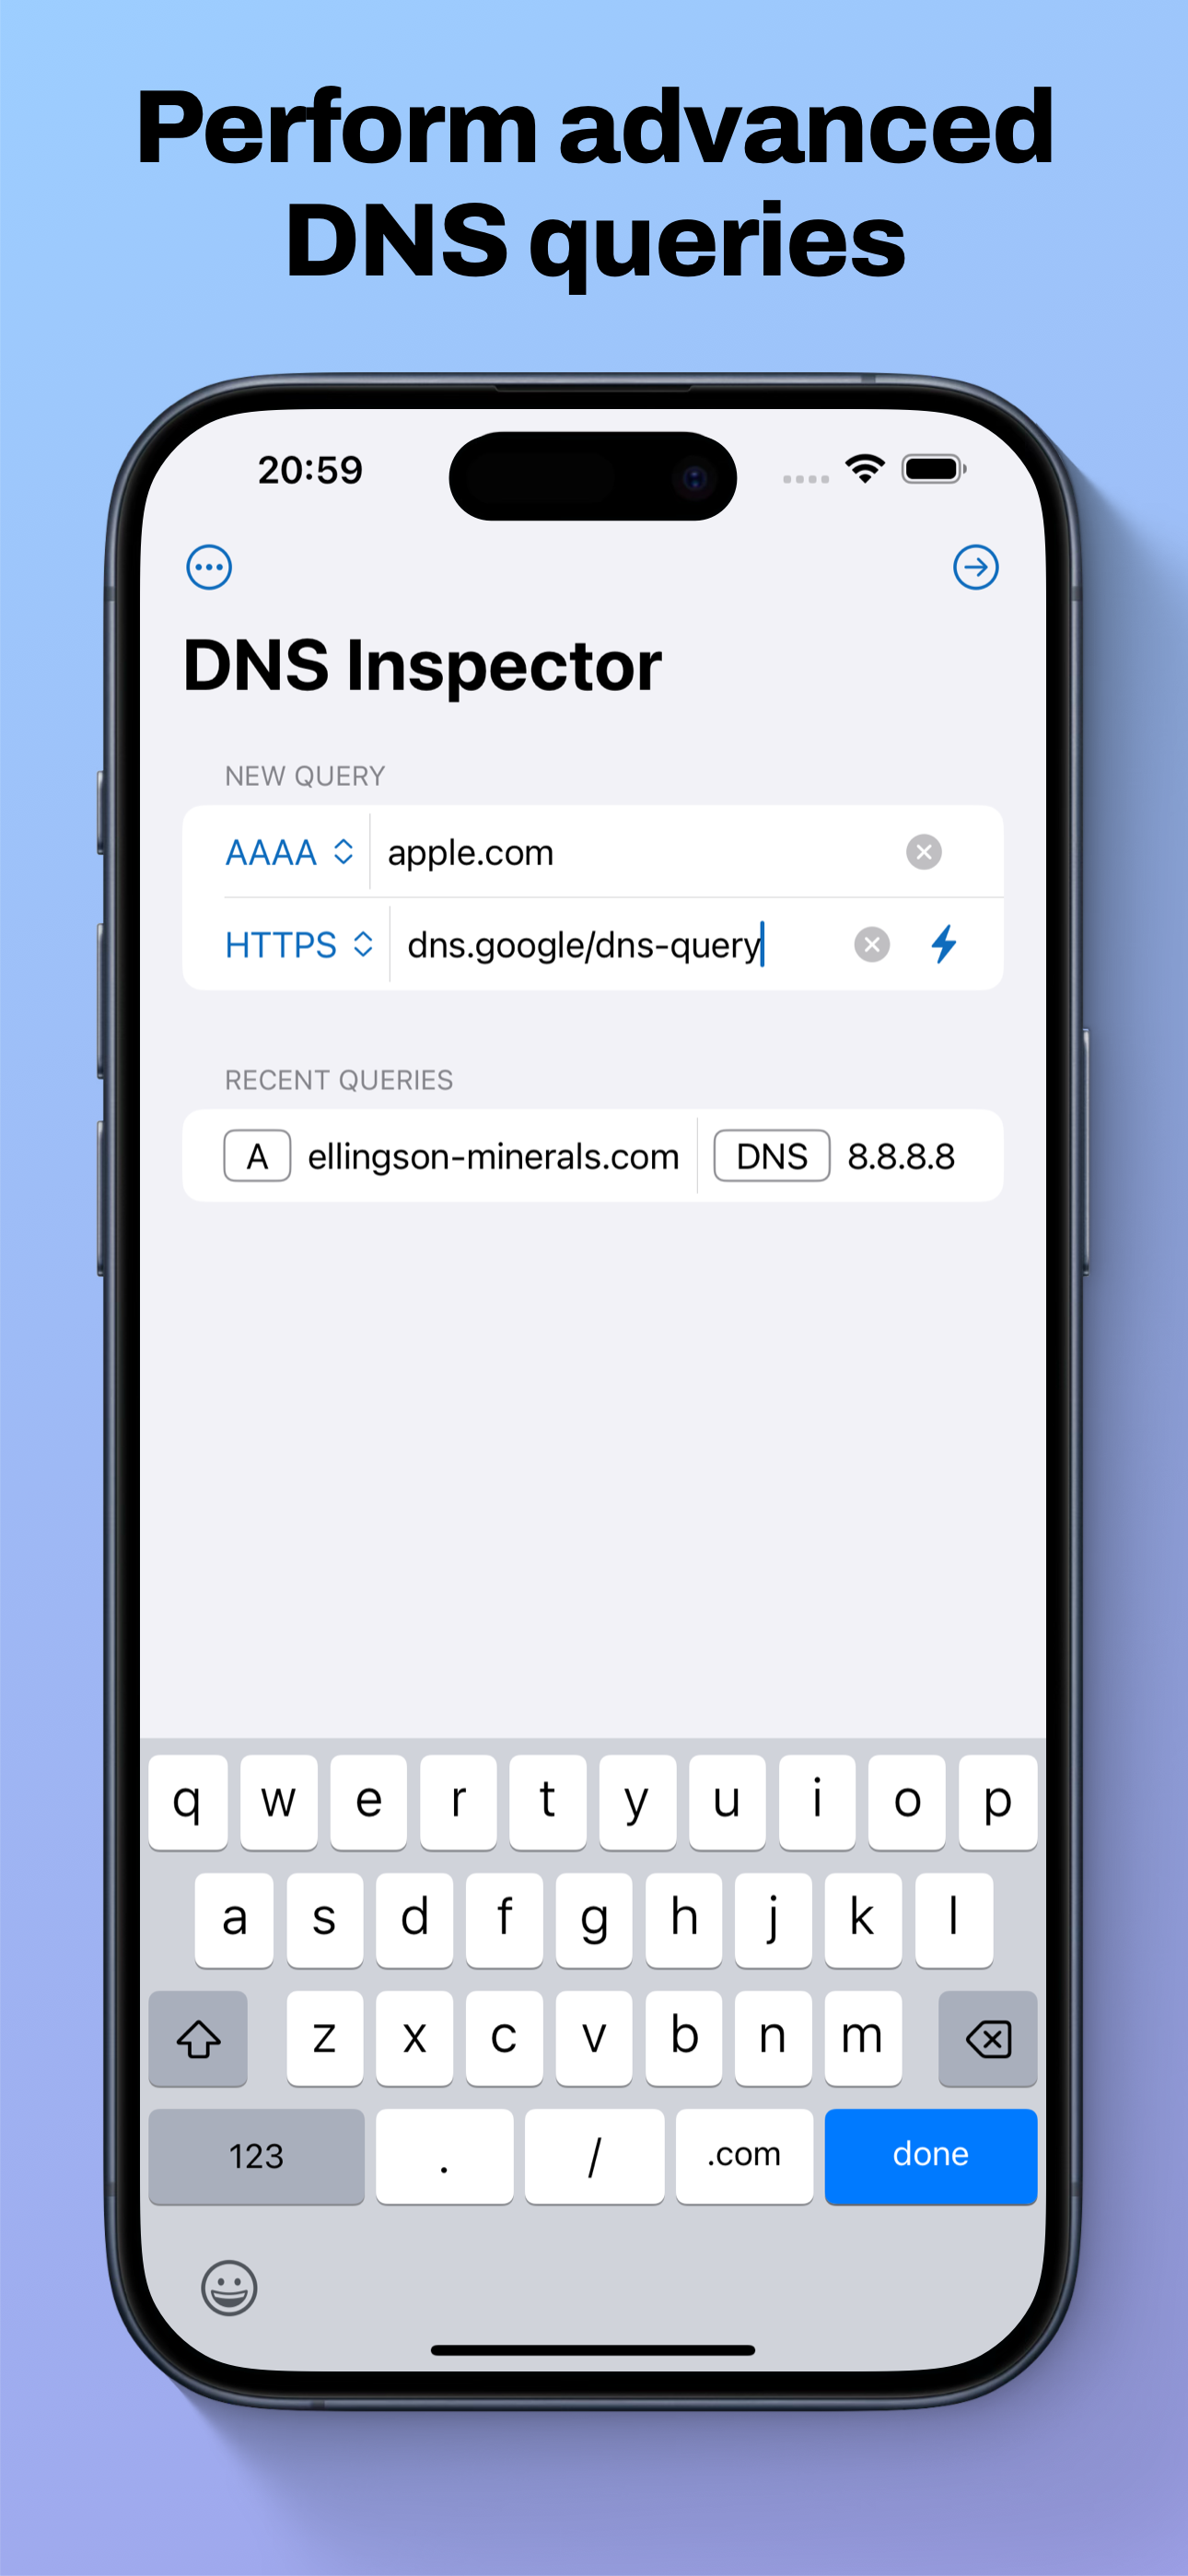 Perform advanced
DNS queries
20:59
DNS Inspector
NEW QUERY
AAAA apple.com
HTTPS dns.google/dns-query
RECENT QUERIES
A ellingson-minerals.com DNS 8.8.8.8
q w e r t y u i o p
a s d f g h j k l
z x c v b n m
123 . / .com done